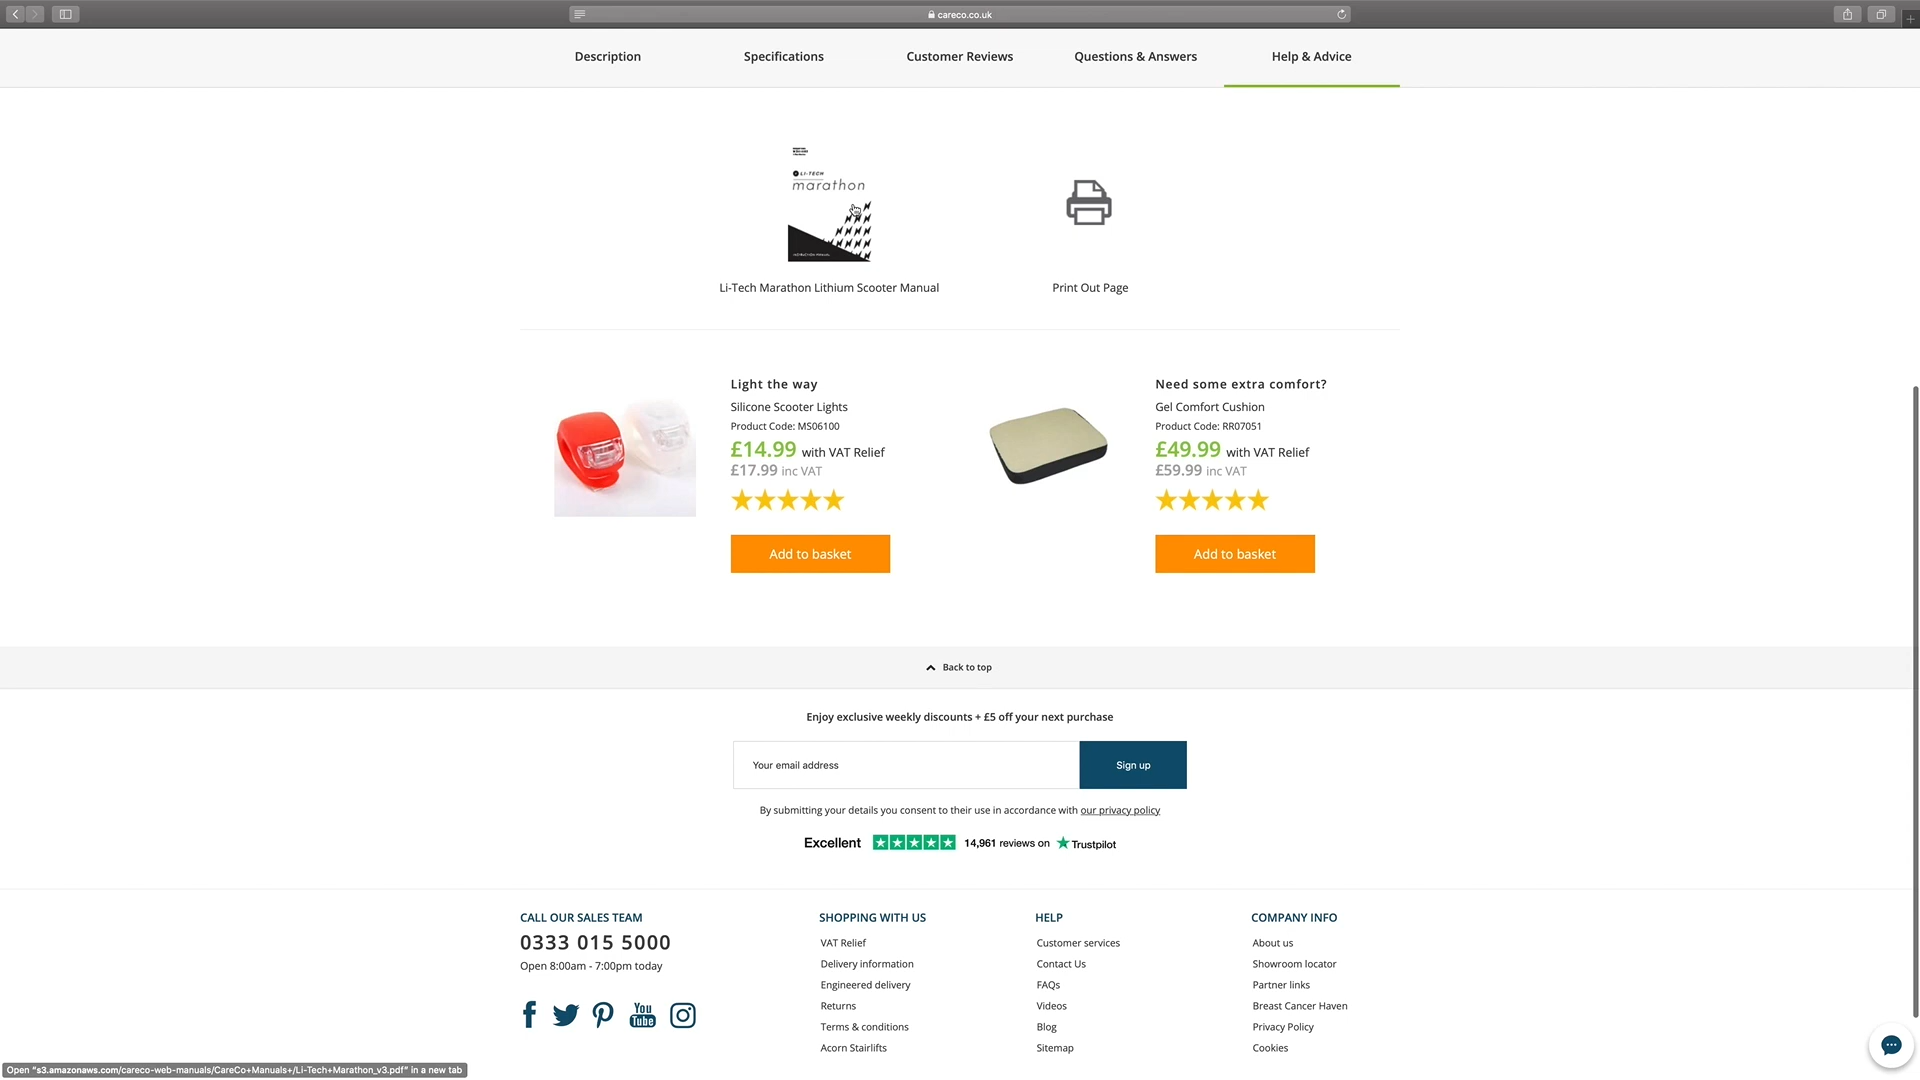 careco.co.uk
Description
Specifications
Customer Reviews
Questions & Answers
Help & Advice
LI-TECH
marathon
Li-Tech Marathon Lithium Scooter Manual
Print Out Page
Light the way
Silicone Scooter Lights
Product Code: MS06100
£14.99 with VAT Relief
£17.99 inc VAT
Add to basket
Need some extra comfort?
Gel Comfort Cushion
Product Code: RR07051
£49.99 with VAT Relief
£59.99 inc VAT
Add to basket
Back to top
Enjoy exclusive weekly discounts + £5 off your next purchase
Your email address
Sign up
By submitting your details you consent to their use in accordance with our privacy policy
Excellent 14,961 reviews on Trustpilot
CALL OUR SALES TEAM
0333 015 5000
Open 8:00am - 7:00pm today
You
Tube
SHOPPING WITH US
VAT Relief
Delivery information
Engineered delivery
Returns
Terms & conditions
Acorn Stairlifts
HELP
Customer services
Contact Us
FAQs
Videos
Blog
Sitemap
COMPANY INFO
About us
Showroom locator
Partner links
Breast Cancer Haven
Privacy Policy
Cookies
Open "s3.amazonaws.com/careco-web-manuals/CareCo+Manuals+/Li-Tech+Marathon_v3.pdf" in a new tab